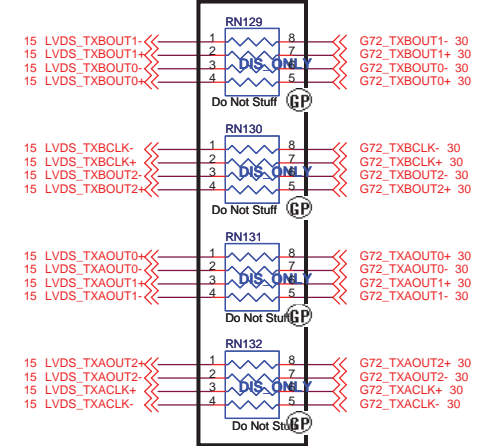 RN129
15 LVDS_TXBOUT1- 1 8 G72_TXBOUT1- 30
15 LVDS_TXBOUT1+ 2 7 G72_TXBOUT1+ 30
15 LVDS_TXBOUT0- 3 DIS_ONLY 6 G72_TXBOUT0- 30
15 LVDS_TXBOUT0+ 4 5 G72_TXBOUT0+ 30
Do Not Stuff GP
RN130
15 LVDS_TXBCLK- 1 8 G72_TXBCLK- 30
15 LVDS_TXBCLK+ 2 7 G72_TXBCLK+ 30
15 LVDS_TXBOUT2- 3 DIS_ONLY 6 G72_TXBOUT2- 30
15 LVDS_TXBOUT2+ 4 5 G72_TXBOUT2+ 30
Do Not Stuff GP
RN131
15 LVDS_TXAOUT0+ 1 8 G72_TXAOUT0+ 30
15 LVDS_TXAOUT0- 2 7 G72_TXAOUT0- 30
15 LVDS_TXAOUT1+ 3 DIS_ONLY 6 G72_TXAOUT1+ 30
15 LVDS_TXAOUT1- 4 5 G72_TXAOUT1- 30
Do Not Stuff GP
RN132
15 LVDS_TXAOUT2+ 1 8 G72_TXAOUT2+ 30
15 LVDS_TXAOUT2- 2 7 G72_TXAOUT2- 30
15 LVDS_TXACLK+ 3 DIS_ONLY 6 G72_TXACLK+ 30
15 LVDS_TXACLK- 4 5 G72_TXACLK- 30
Do Not Stuff GP